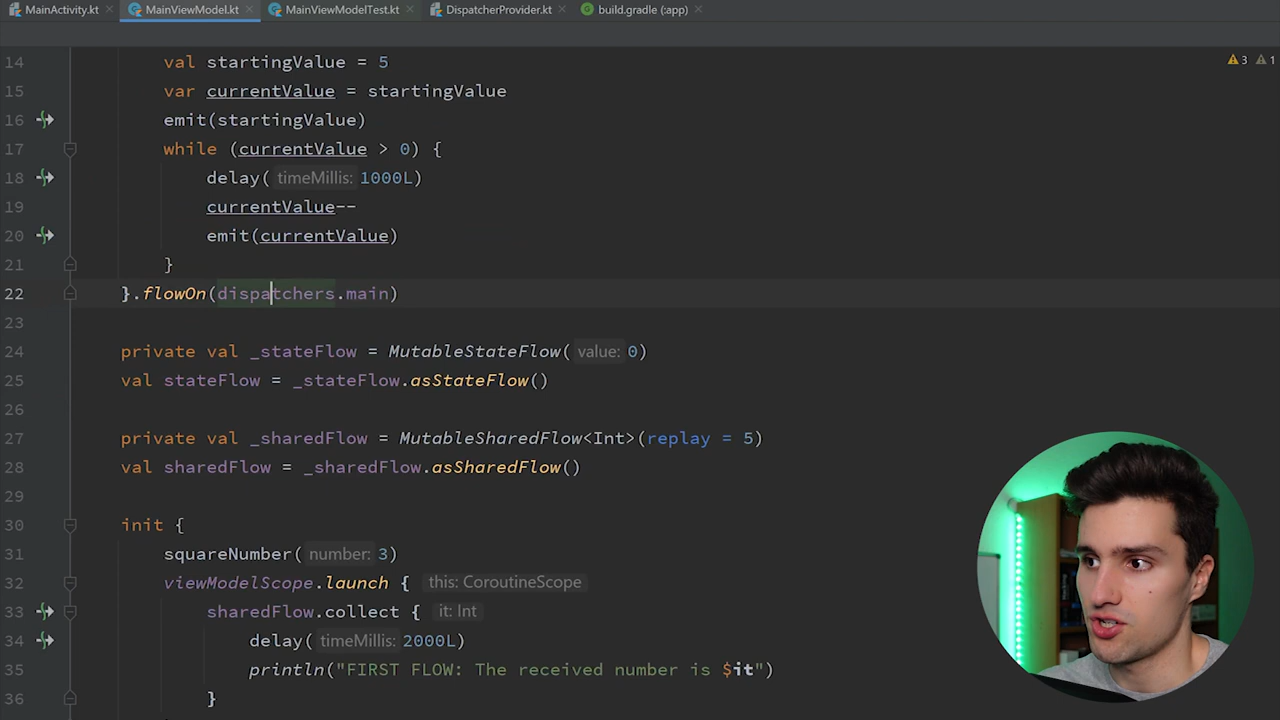 MainActivity.kt MainViewModel.kt MainViewModelTest.kt DispatcherProvider.kt build.gradle (:app)
3 1
14 val startingValue = 5
15 var currentValue = startingValue
16 emit(startingValue)
17 while (currentValue > 0) {
18 delay( timeMillis: 1000L)
19 currentValue--
20 emit(currentValue)
21 }
22 }.flowOn(dispatchers.main)
23
24 private val _stateFlow = MutableStateFlow( value: 0)
25 val stateFlow = _stateFlow.asStateFlow()
26
27 private val _sharedFlow = MutableSharedFlow<Int>(replay = 5)
28 val sharedFlow = _sharedFlow.asSharedFlow()
29
30 init {
31 squareNumber( number: 3)
32 viewModelScope.launch { this: CoroutineScope
33 sharedFlow.collect { it: Int
34 delay( timeMillis: 2000L)
35 println("FIRST FLOW: The received number is $it")
36 }